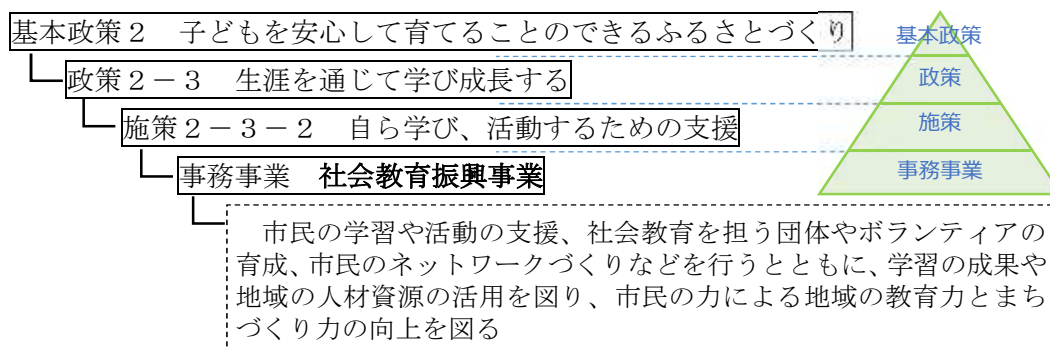 基本政策２　子どもを安心して育てることのできるふるさとづくり
政策２－３　生涯を通じて学び成長する
施策２－３－２　自ら学び、活動するための支援
事務事業　社会教育振興事業
市民の学習や活動の支援、社会教育を担う団体やボランティアの
育成、市民のネットワークづくりなどを行うとともに、学習の成果や
地域の人材資源の活用を図り、市民の力による地域の教育力とまち
づくり力の向上を図る
基本政策
政策
施策
事務事業